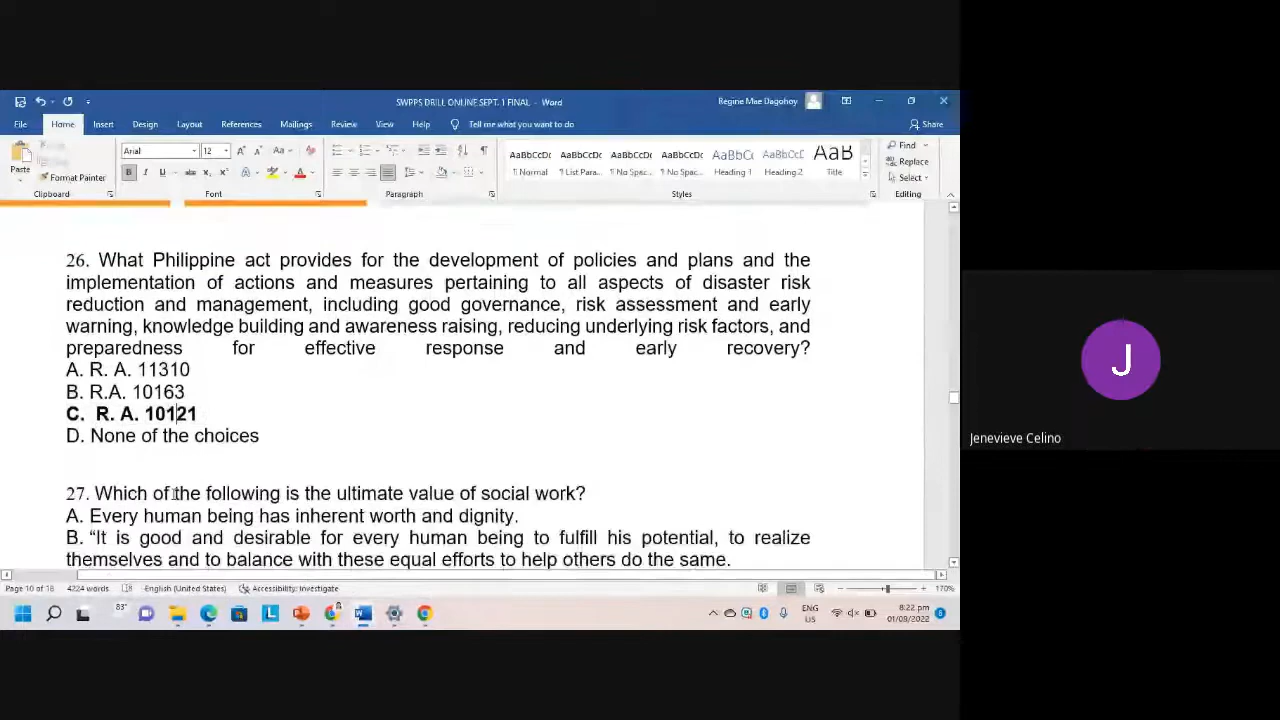 SWPPS DRILL ONLINE SEPT. 1 FINAL - Word
Regine Mae Dagohoy
File Home Insert Design Layout References Mailings Review View Help Tell me what you want to do Share
Paste
Format Painter
Clipboard
Arial 12
Font
Paragraph
AaBbCcDc AaBbCcDc AaBbCcDc AaBbCcDc AaBbCcD AaBbCcD AaB
¶ Normal ¶ List Para... ¶ No Spac... ¶ No Spac... Heading 1 Heading 2 Title
Styles
Find
Replace
Select
Editing
26. What Philippine act provides for the development of policies and plans and the
implementation of actions and measures pertaining to all aspects of disaster risk
reduction and management, including good governance, risk assessment and early
warning, knowledge building and awareness raising, reducing underlying risk factors, and
preparedness for effective response and early recovery?
A. R. A. 11310
B. R.A. 10163
C. R. A. 10121
D. None of the choices
27. Which of the following is the ultimate value of social work?
A. Every human being has inherent worth and dignity.
B. “It is good and desirable for every human being to fulfill his potential, to realize
themselves and to balance with these equal efforts to help others do the same.
Page 10 of 18 4224 words English (United States) Accessibility: Investigate 170%
83°
ENG
US
8:22 pm
01/09/2022
J
Jenevieve Celino